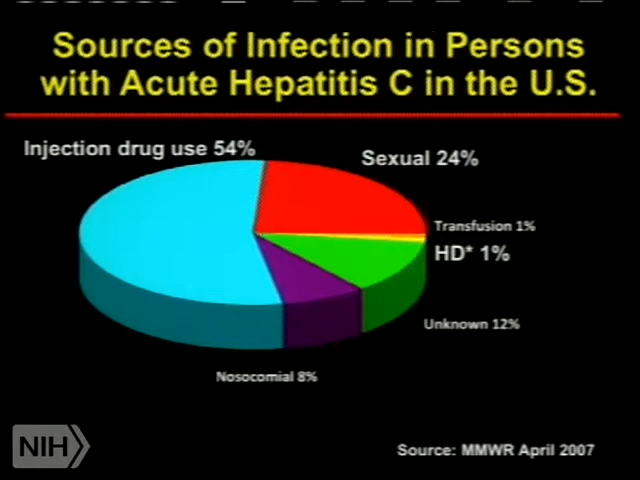 Sources of Infection in Persons
with Acute Hepatitis C in the U.S.
Injection drug use 54%
Sexual 24%
Transfusion 1%
HD* 1%
Unknown 12%
Nosocomial 8%
NIH
Source: MMWR April 2007